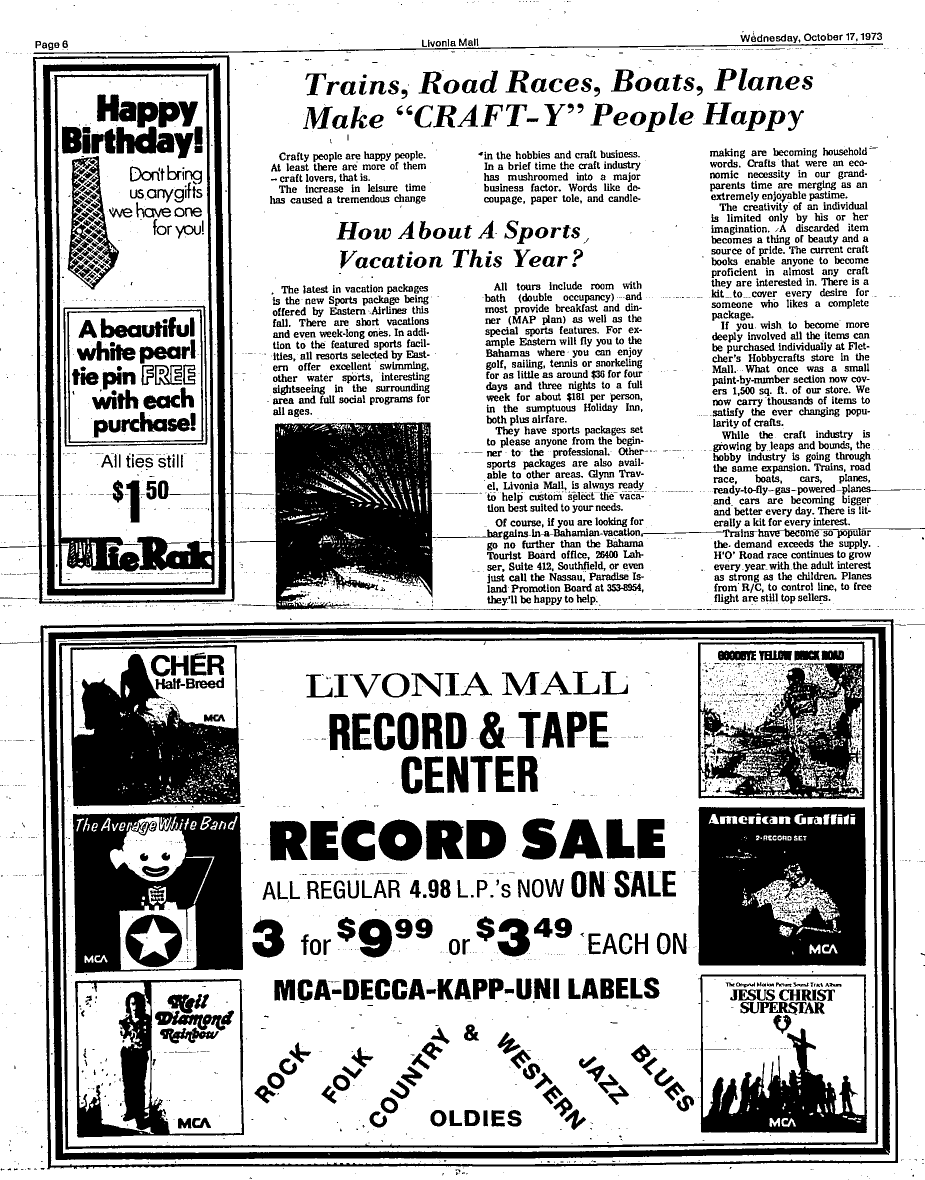 Page 6
Livonia Mall
Wednesday, October 17, 1973
Happy
Birthday!
Don't bring
us any gifts
we have one
for you!
A beautiful
white pearl
tie pin FREE
with each
purchase!
All ties still
$1 50
Tie Rak
Trains, Road Races, Boats, Planes
Make "CRAFT-Y" People Happy
Crafty people are happy people.
At least there are more of them
-- craft lovers, that is.
The increase in leisure time
has caused a tremendous change
in the hobbies and craft business.
In a brief time the craft industry
has mushroomed into a major
business factor. Words like de-
coupage, paper tole, and candle-
making are becoming household
words. Crafts that were an eco-
nomic necessity in our grand-
parents time are merging as an
extremely enjoyable pastime.
The creativity of an individual
is limited only by his or her
imagination. A discarded item
becomes a thing of beauty and a
source of pride. The current craft
books enable anyone to become
proficient in almost any craft
they are interested in. There is a
kit to cover every desire for
someone who likes a complete
package.
If you wish to become more
deeply involved all the items can
be purchased individually at Flet-
cher's Hobbycrafts store in the
Mall. What once was a small
paint-by-number section now cov-
ers 1,500 sq. ft. of our store. We
now carry thousands of items to
satisfy the ever changing popu-
larity of crafts.
While the craft industry is
growing by leaps and bounds, the
hobby industry is going through
the same expansion. Trains, road
race, boats, cars, planes,
ready-to-fly-gas-powered planes
and cars are becoming bigger
and better every day. There is lit-
erally a kit for every interest.
Trains have become so popular
the demand exceeds the supply.
H'O' Road race continues to grow
every year with the adult interest
as strong as the children. Planes
from R/C, to control line, to free
flight are still top sellers.
How About A Sports
Vacation This Year?
The latest in vacation packages
is the new Sports package being
offered by Eastern Airlines this
fall. There are short vacations
and even week-long ones. In addi-
tion to the featured sports facil-
ities, all resorts selected by East-
ern offer excellent swimming,
other water sports, interesting
sightseeing in the surrounding
area and full social programs for
all ages.
All tours include room with
bath (double occupancy) and
most provide breakfast and din-
ner (MAP plan) as well as the
special sports features. For ex-
ample Eastern will fly you to the
Bahamas where you can enjoy
golf, sailing, tennis or snorkeling
for as little as around $36 for four
days and three nights to a full
week for about $181 per person,
in the sumptuous Holiday Inn,
both plus airfare.
They have sports packages set
to please anyone from the begin-
ner to the professional. Other
sports packages are also avail-
able to other areas. Glynn Trav-
el, Livonia Mall, is always ready
to help custom select the vaca-
tion best suited to your needs.
Of course, if you are looking for
bargains in a Bahamian vacation,
go no further than the Bahama
Tourist Board office, 26400 Lah-
ser, Suite 412, Southfield, or even
just call the Nassau, Paradise Is-
land Promotion Board at 353-8954,
they'll be happy to help.
CHER
Half-Breed
MCA
The Average White Band
MCA
Neil
Diamond
Rainbow
MCA
LIVONIA MALL
RECORD & TAPE
CENTER
RECORD SALE
ALL REGULAR 4.98 L.P.'s NOW ON SALE
3 for $9 99 or $3 49 EACH ON
MCA-DECCA-KAPP-UNI LABELS
ROCK FOLK COUNTRY & WESTERN JAZZ BLUES
OLDIES
GOODBYE YELLOW BRICK ROAD
American Graffiti
2-RECORD SET
MCA
The Original Motion Picture Sound Track Album
JESUS CHRIST
SUPERSTAR
MCA